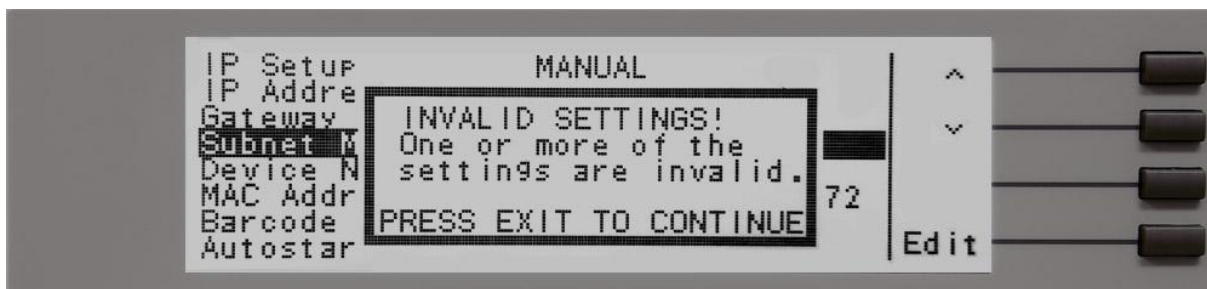 IP Setup MANUAL
IP Addre
Gateway
Subnet M
Device N
MAC Addr 72
Barcode
Autostar
INVALID SETTINGS!
One or more of the
settings are invalid.
PRESS EXIT TO CONTINUE
^
v
Edit